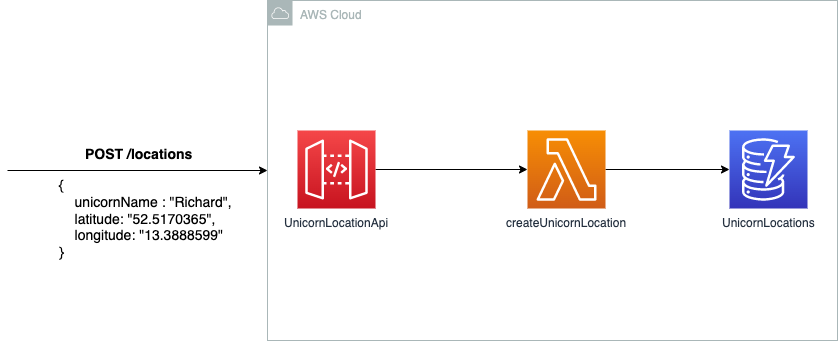 AWS Cloud
POST /locations
{
unicornName : "Richard",
latitude: "52.5170365",
longitude: "13.3888599"
}
UnicornLocationApi
createUnicornLocation
UnicornLocations